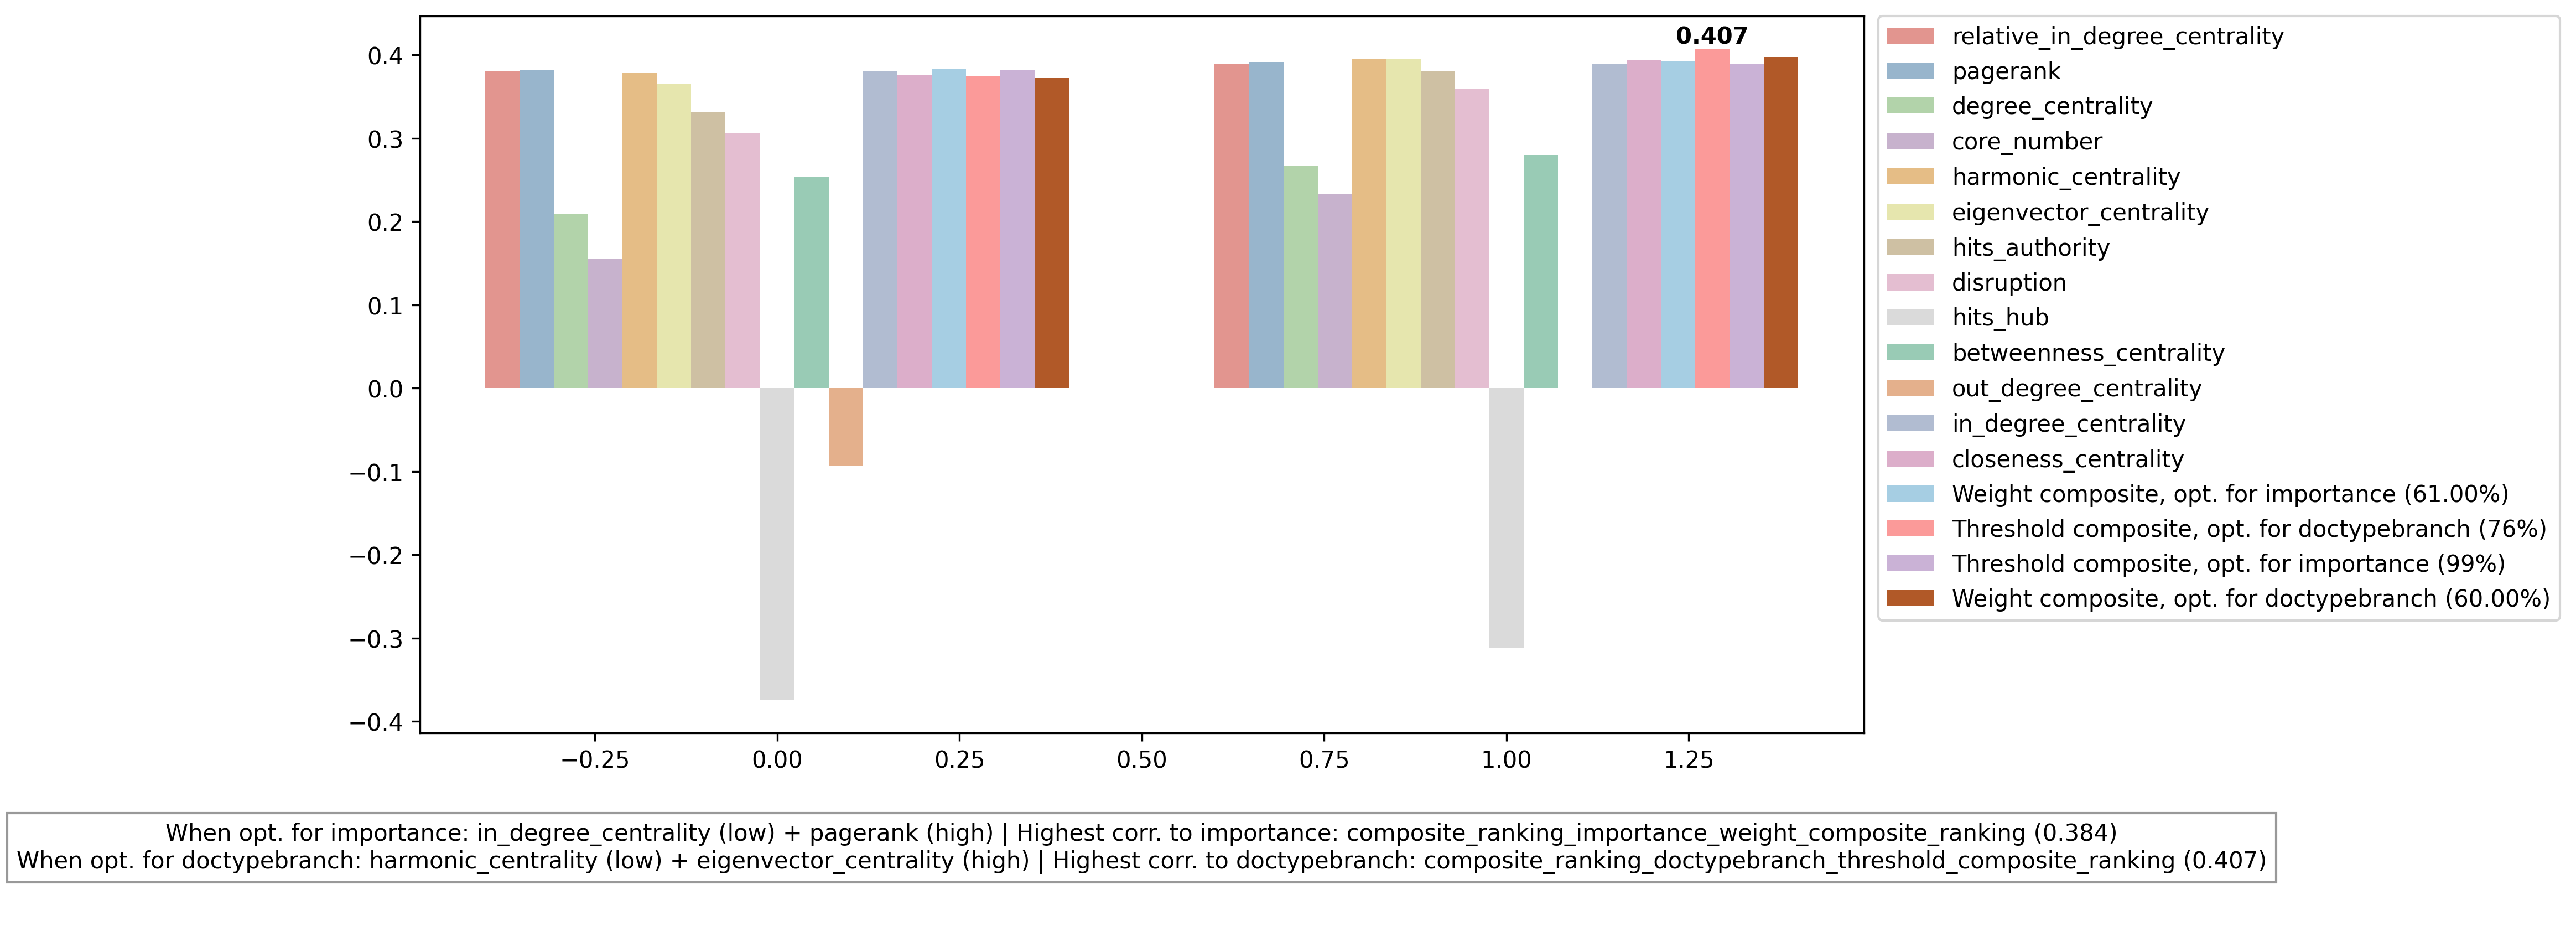 0.407
0.4
0.3
0.2
0.1
0.0
−0.1
−0.2
−0.3
−0.4
−0.25
0.00
0.25
0.50
0.75
1.00
1.25
relative_in_degree_centrality
pagerank
degree_centrality
core_number
harmonic_centrality
eigenvector_centrality
hits_authority
disruption
hits_hub
betweenness_centrality
out_degree_centrality
in_degree_centrality
closeness_centrality
Weight composite, opt. for importance (61.00%)
Threshold composite, opt. for doctypebranch (76%)
Threshold composite, opt. for importance (99%)
Weight composite, opt. for doctypebranch (60.00%)
When opt. for importance: in_degree_centrality (low) + pagerank (high) | Highest corr. to importance: composite_ranking_importance_weight_composite_ranking (0.384)
When opt. for doctypebranch: harmonic_centrality (low) + eigenvector_centrality (high) | Highest corr. to doctypebranch: composite_ranking_doctypebranch_threshold_composite_ranking (0.407)